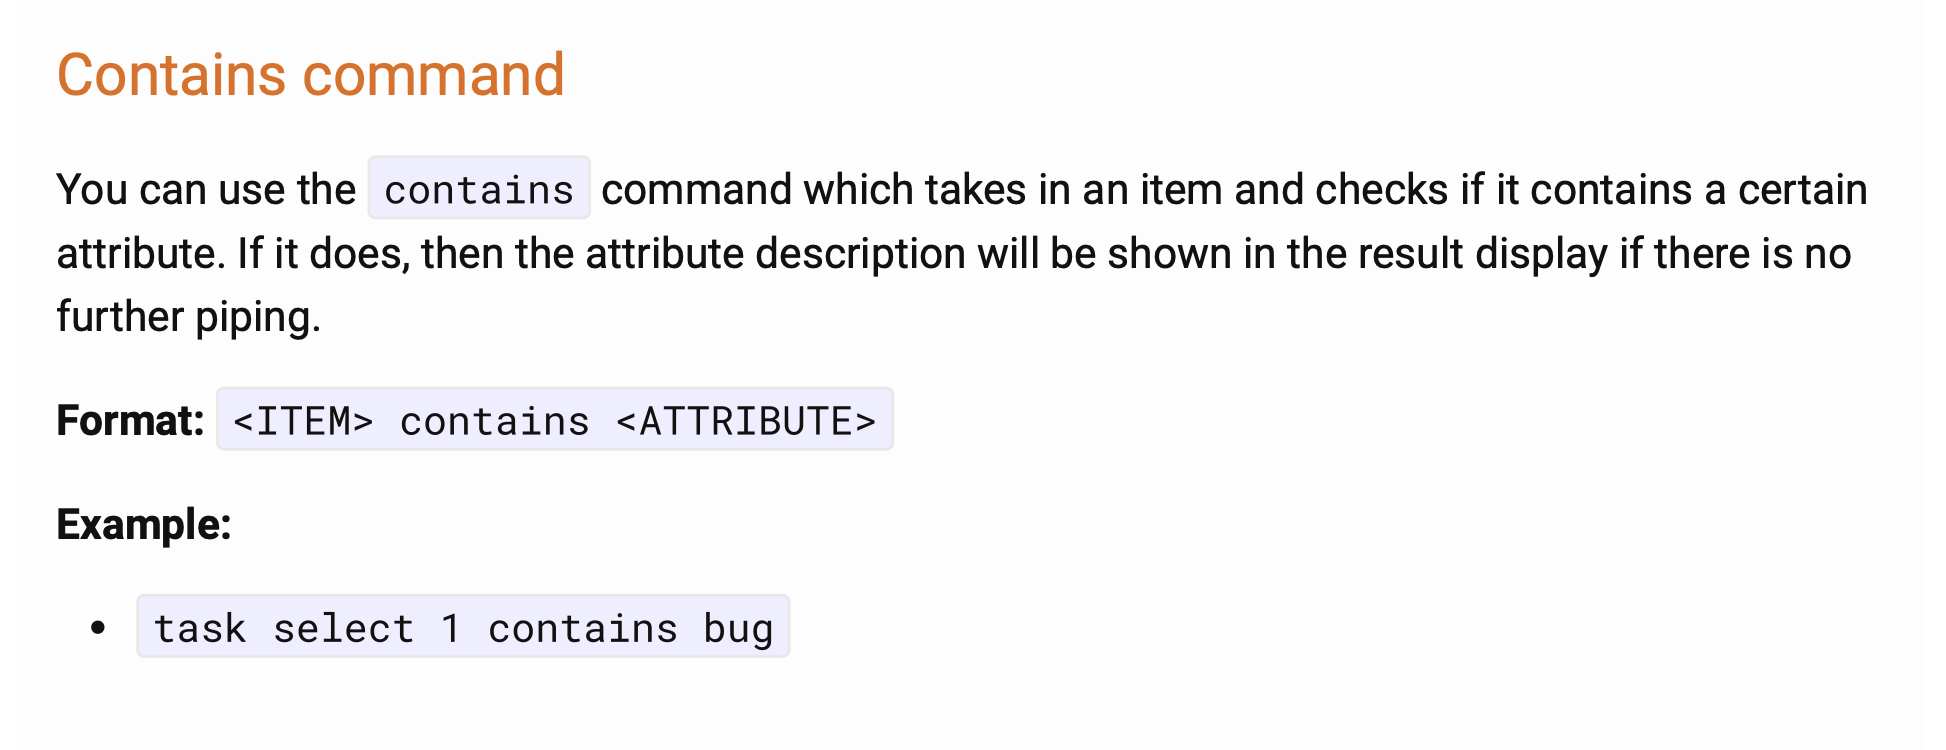 Contains command
You can use the contains command which takes in an item and checks if it contains a certain
attribute. If it does, then the attribute description will be shown in the result display if there is no
further piping.
Format: <ITEM> contains <ATTRIBUTE>
Example:
• task select 1 contains bug